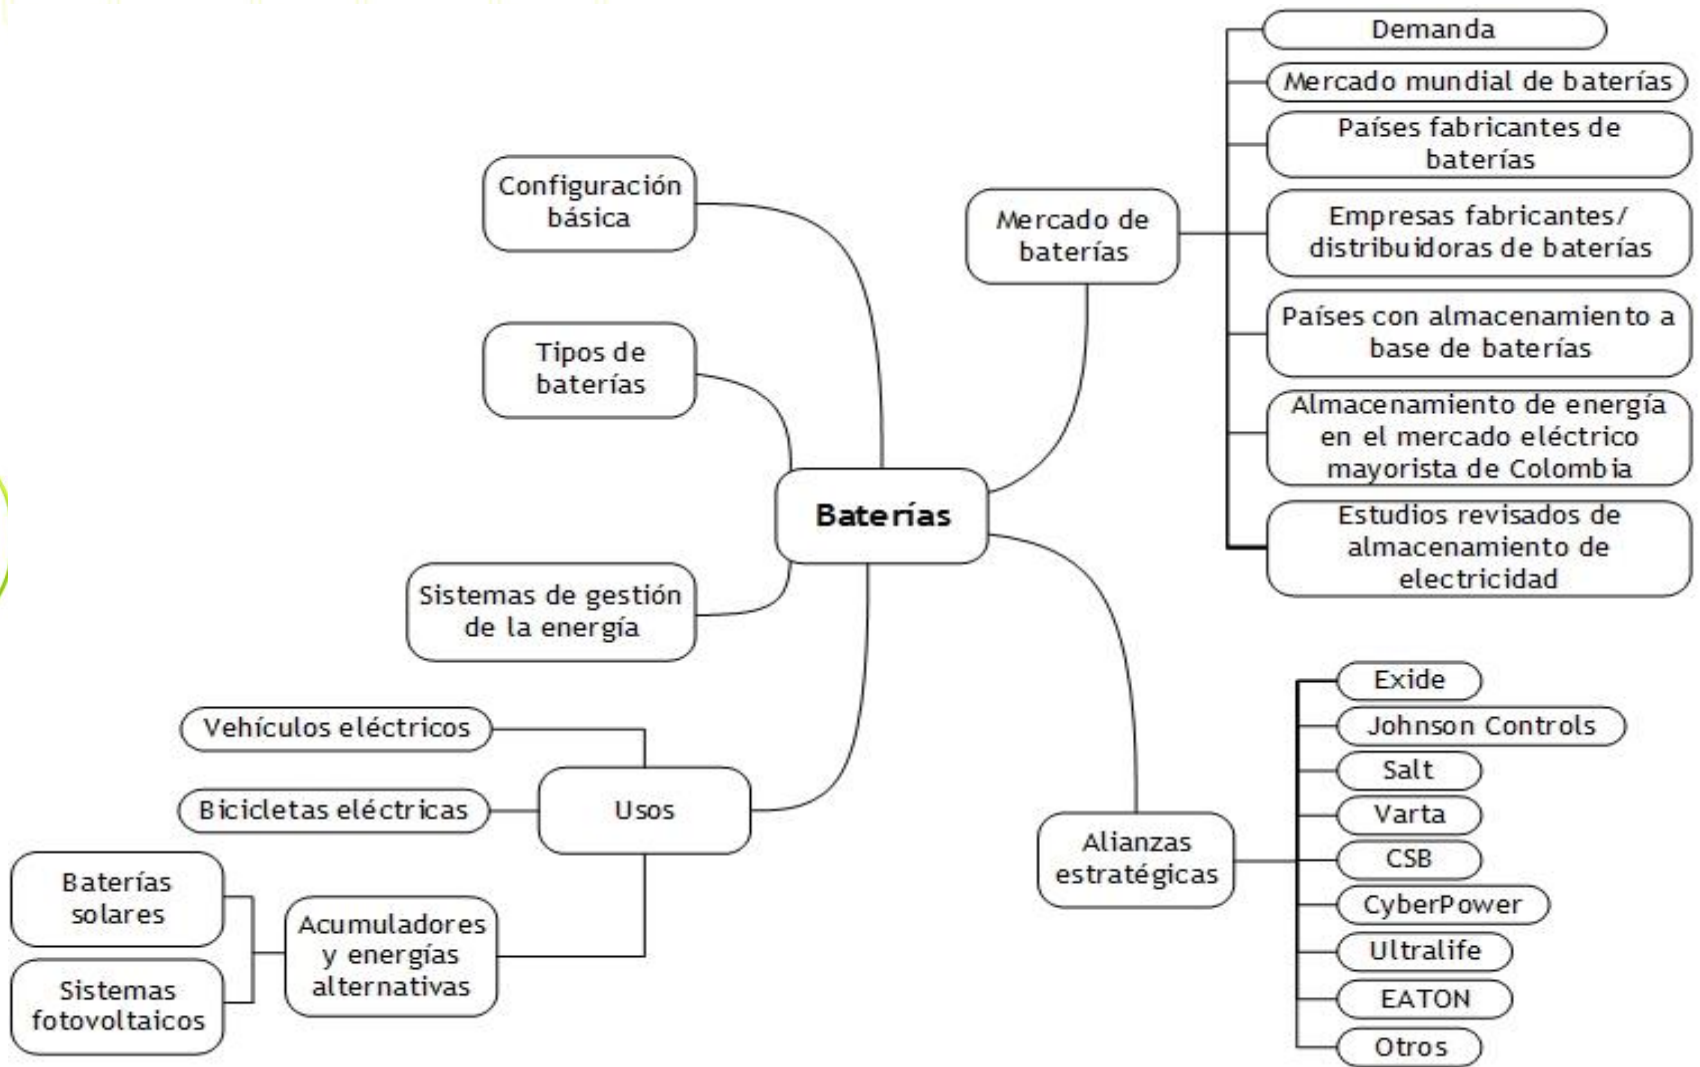 Baterías
Configuración
básica
Tipos de
baterías
Sistemas de gestión
de la energía
Usos
Vehículos eléctricos
Bicicletas eléctricas
Acumuladores
y energías
alternativas
Baterías
solares
Sistemas
fotovoltaicos
Mercado de
baterías
Demanda
Mercado mundial de baterías
Países fabricantes de
baterías
Empresas fabricantes/
distribuidoras de baterías
Países con almacenamiento a
base de baterías
Almacenamiento de energía
en el mercado eléctrico
mayorista de Colombia
Estudios revisados de
almacenamiento de
electricidad
Alianzas
estratégicas
Exide
Johnson Controls
Salt
Varta
CSB
CyberPower
Ultralife
EATON
Otros